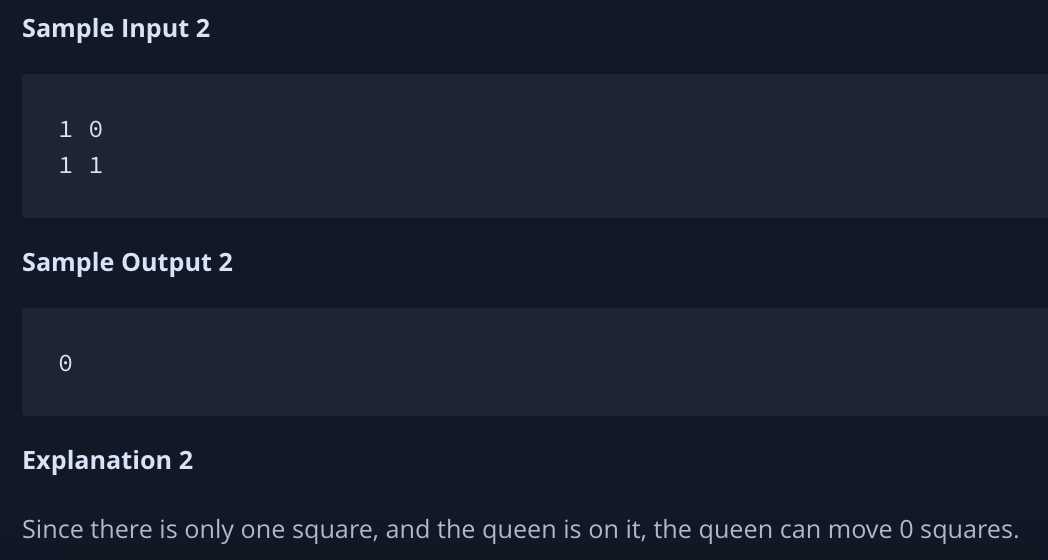 Sample Input 2
1 0
1 1
Sample Output 2
0
Explanation 2
Since there is only one square, and the queen is on it, the queen can move 0 squares.